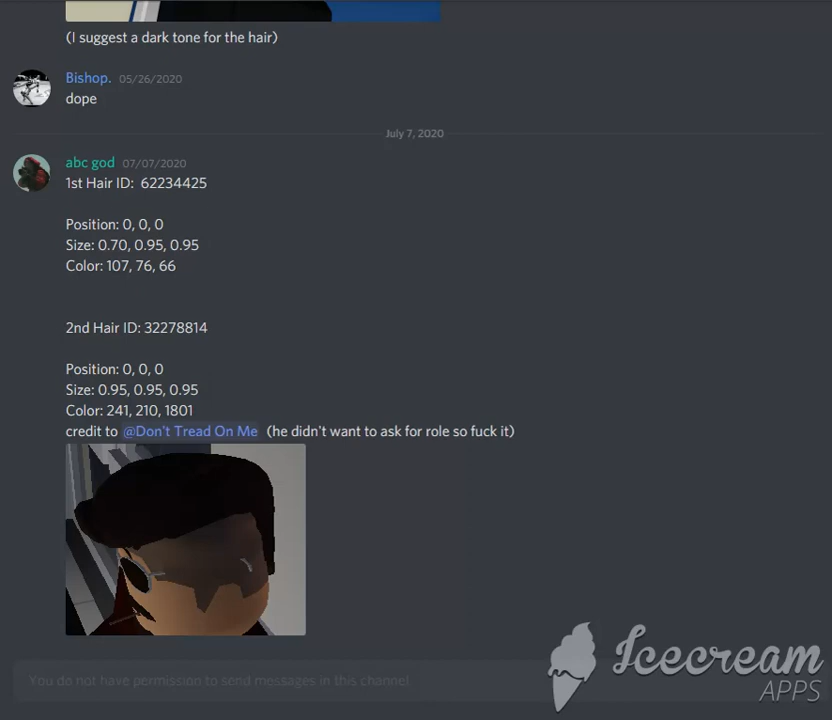 (I suggest a dark tone for the hair)
Bishop. 05/26/2020
dope
July 7, 2020
abc god 07/07/2020
1st Hair ID: 62234425
Position: 0, 0, 0
Size: 0.70, 0.95, 0.95
Color: 107, 76, 66
2nd Hair ID: 32278814
Position: 0, 0, 0
Size: 0.95, 0.95, 0.95
Color: 241, 210, 1801
credit to @Don't Tread On Me (he didn't want to ask for role so fuck it)
You do not have permission to send messages in this channel.
Icecream
APPS